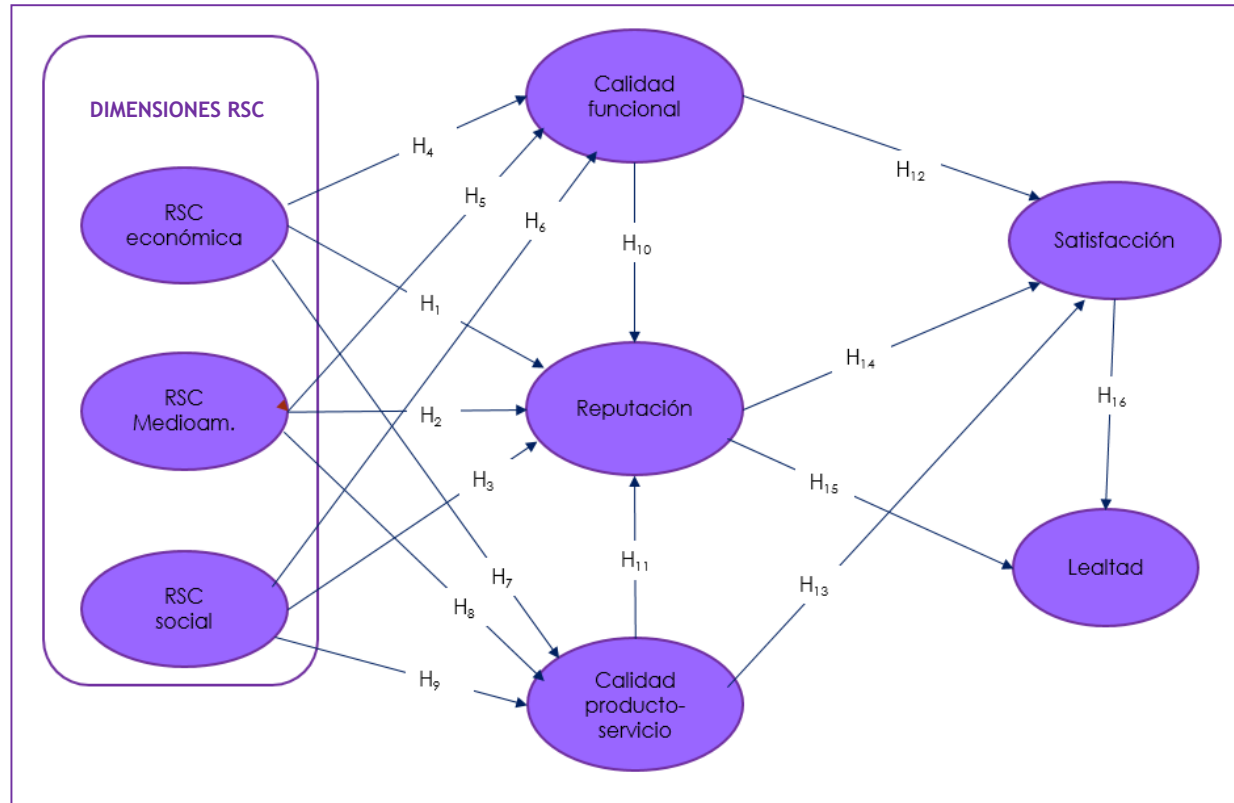 DIMENSIONES RSC
RSC
económica
RSC
Medioam.
RSC
social
H4
H5
H6
H1
H2
H3
H7
H8
H9
Calidad
funcional
H10
Reputación
H11
Calidad
producto-
servicio
H12
H14
H15
H13
Satisfacción
H16
Lealtad